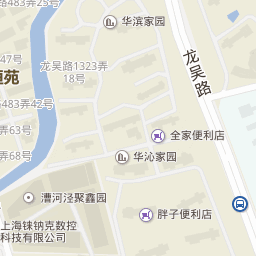 483弄25号
华滨家园
龙吴路
47号
龙吴路1323弄
18号
恒苑
483弄42号
弄63号
弄68号
全家便利店
华沁家园
漕河泾聚鑫园
上海铼钠克数控
科技有限公司
胖子便利店